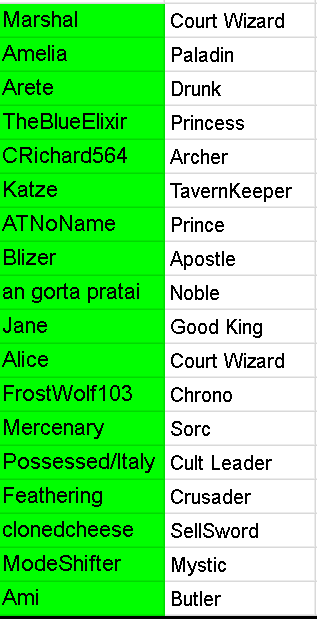 Marshal Court Wizard
Amelia Paladin
Arete Drunk
TheBlueElixir Princess
CRichard564 Archer
Katze TavernKeeper
ATNoName Prince
Blizer Apostle
an gorta pratai Noble
Jane Good King
Alice Court Wizard
FrostWolf103 Chrono
Mercenary Sorc
Possessed/Italy Cult Leader
Feathering Crusader
clonedcheese SellSword
ModeShifter Mystic
Ami Butler